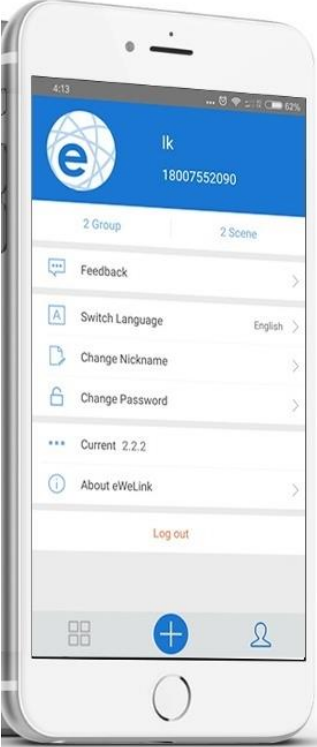 4:13
62%
e
lk
18007552090
2 Group
2 Scene
Feedback
A
Switch Language
English
Change Nickname
Change Password
Current 2.2.2
About eWeLink
Log out